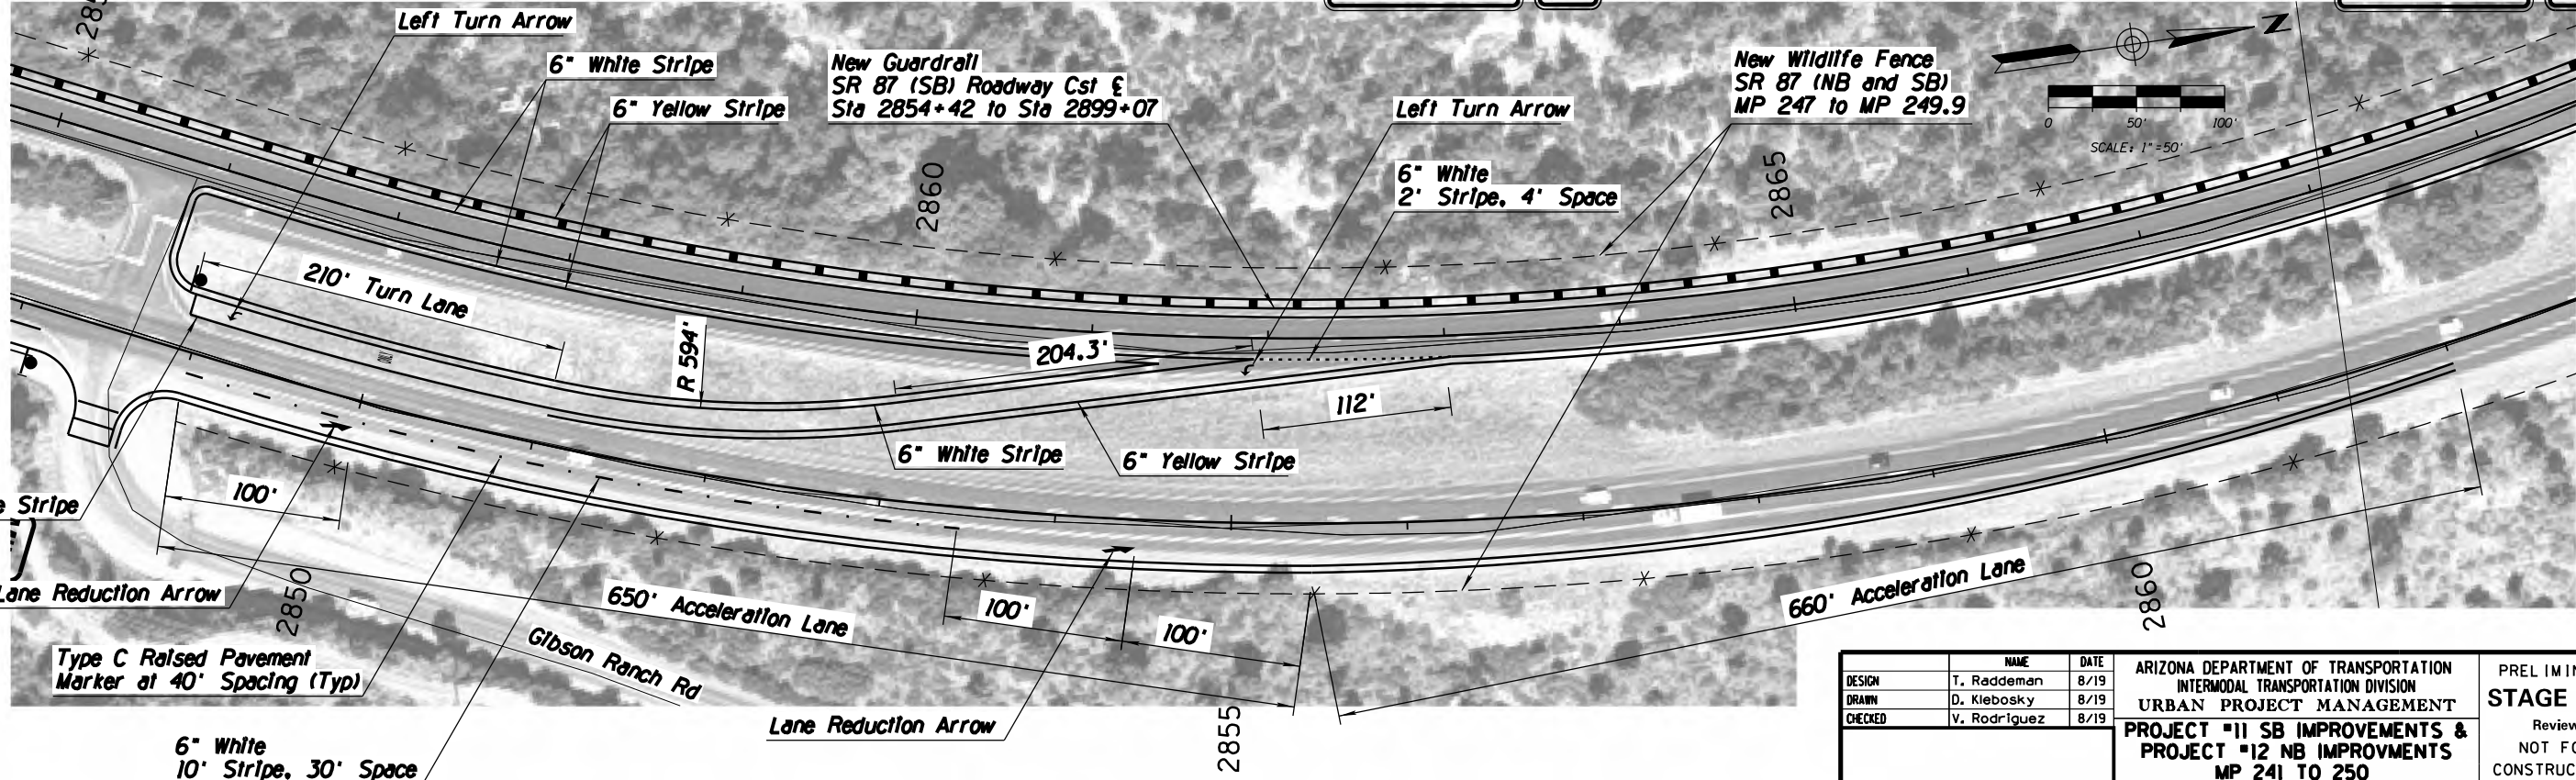 Left Turn Arrow
6" White Stripe
6" Yellow Stripe
New Guardrail
SR 87 (SB) Roadway Cst ℄
Sta 2854+42 to Sta 2899+07
Left Turn Arrow
6" White
2' Stripe, 4' Space
New Wildlife Fence
SR 87 (NB and SB)
MP 247 to MP 249.9
N
0 50' 100'
SCALE: 1"=50'
2860
2865
210' Turn Lane
R 594'
204.3'
112'
6" White Stripe
6" Yellow Stripe
100'
Stripe
Lane Reduction Arrow
2850
650' Acceleration Lane
100'
100'
660' Acceleration Lane
2860
Gibson Ranch Rd
Type C Raised Pavement
Marker at 40' Spacing (Typ)
Lane Reduction Arrow
2855
6" White
10' Stripe, 30' Space
NAME DATE
DESIGN T. Raddeman 8/19
DRAWN D. Klebosky 8/19
CHECKED V. Rodriguez 8/19
ARIZONA DEPARTMENT OF TRANSPORTATION
INTERMODAL TRANSPORTATION DIVISION
URBAN PROJECT MANAGEMENT
PROJECT #11 SB IMPROVEMENTS &
PROJECT #12 NB IMPROVMENTS
MP 241 TO 250
PRELIMIN
STAGE
Review
NOT FO
CONSTRUC